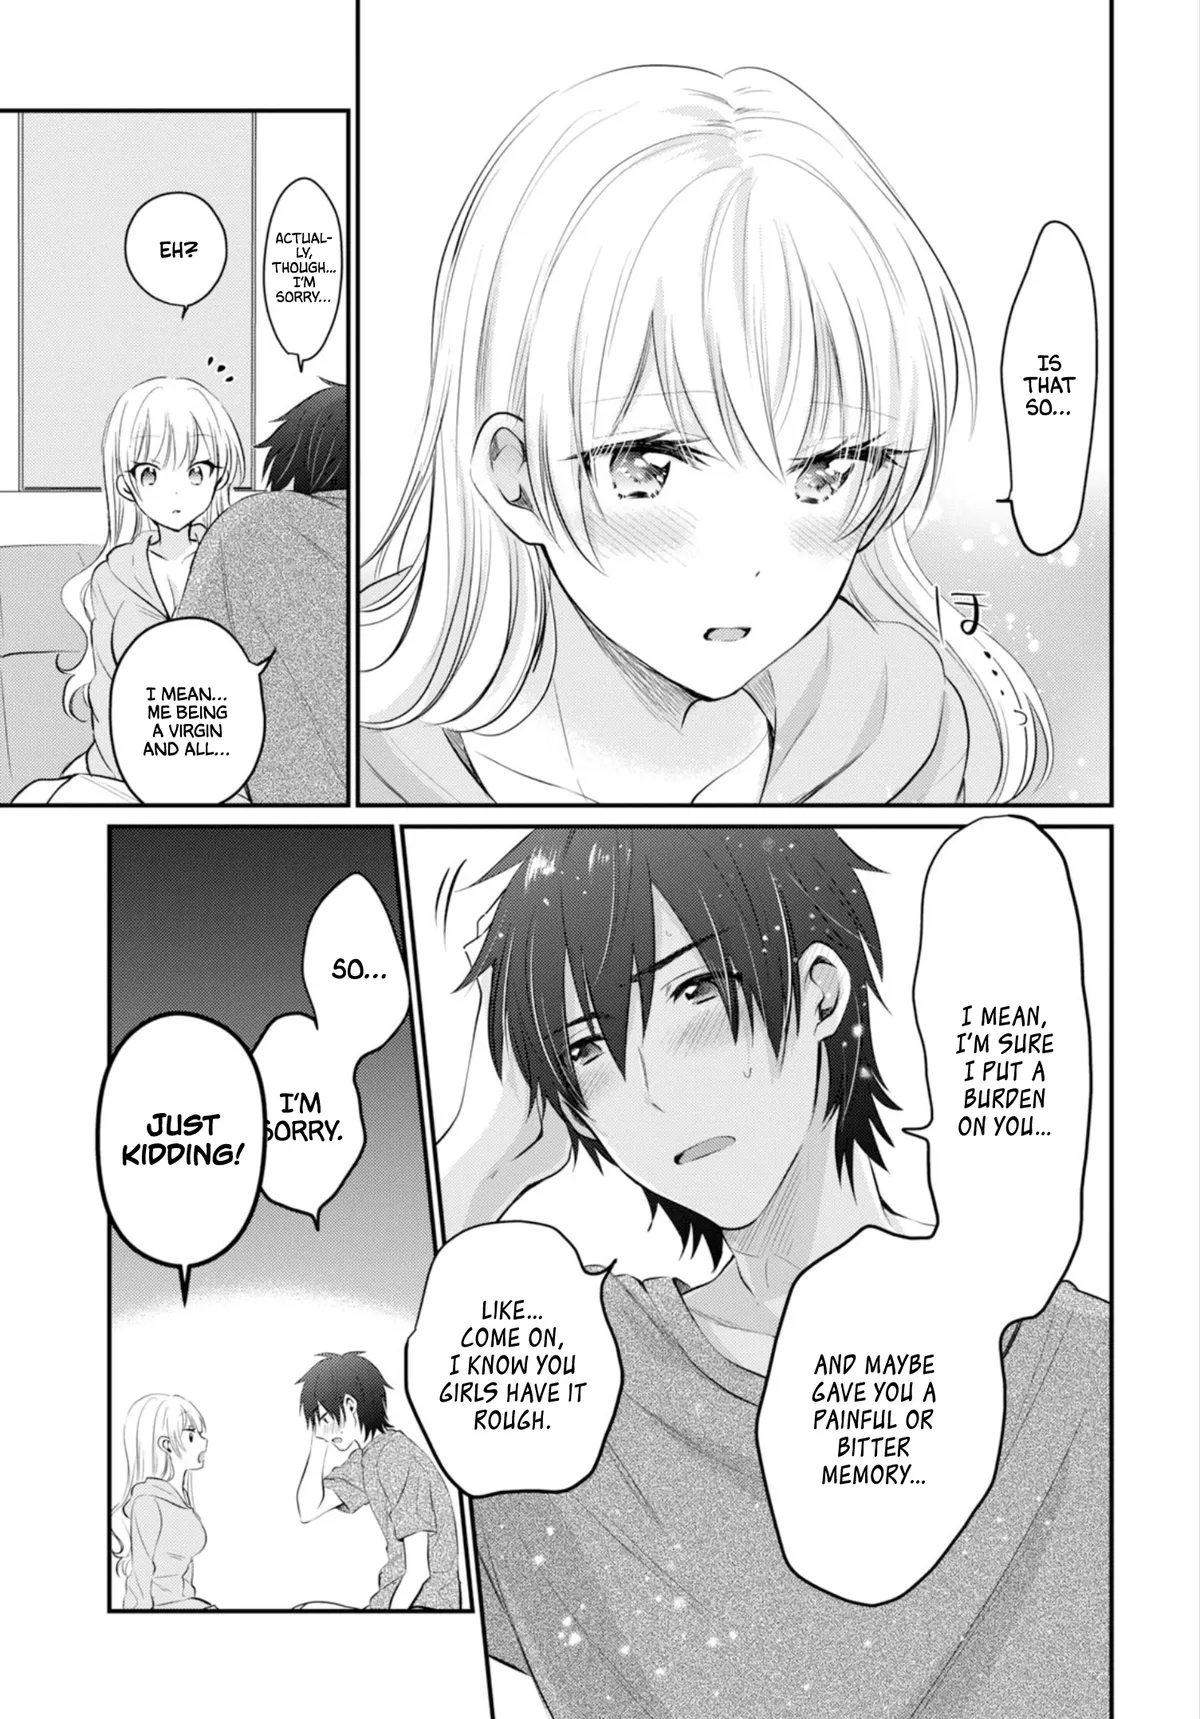 IS
THAT
SO...
ほ
っ
ACTUAL-
LY,
THOUGH...
I'M
SORRY...
EH?
I MEAN...
ME BEING
A VIRGIN
AND ALL...
I MEAN,
I'M SURE
I PUT A
BURDEN
ON YOU...
AND MAYBE
GAVE YOU A
PAINFUL OR
BITTER
MEMORY...
LIKE...
COME ON,
I KNOW YOU
GIRLS HAVE IT
ROUGH.
SO...
I'M
SORRY.
JUST
KIDDING!